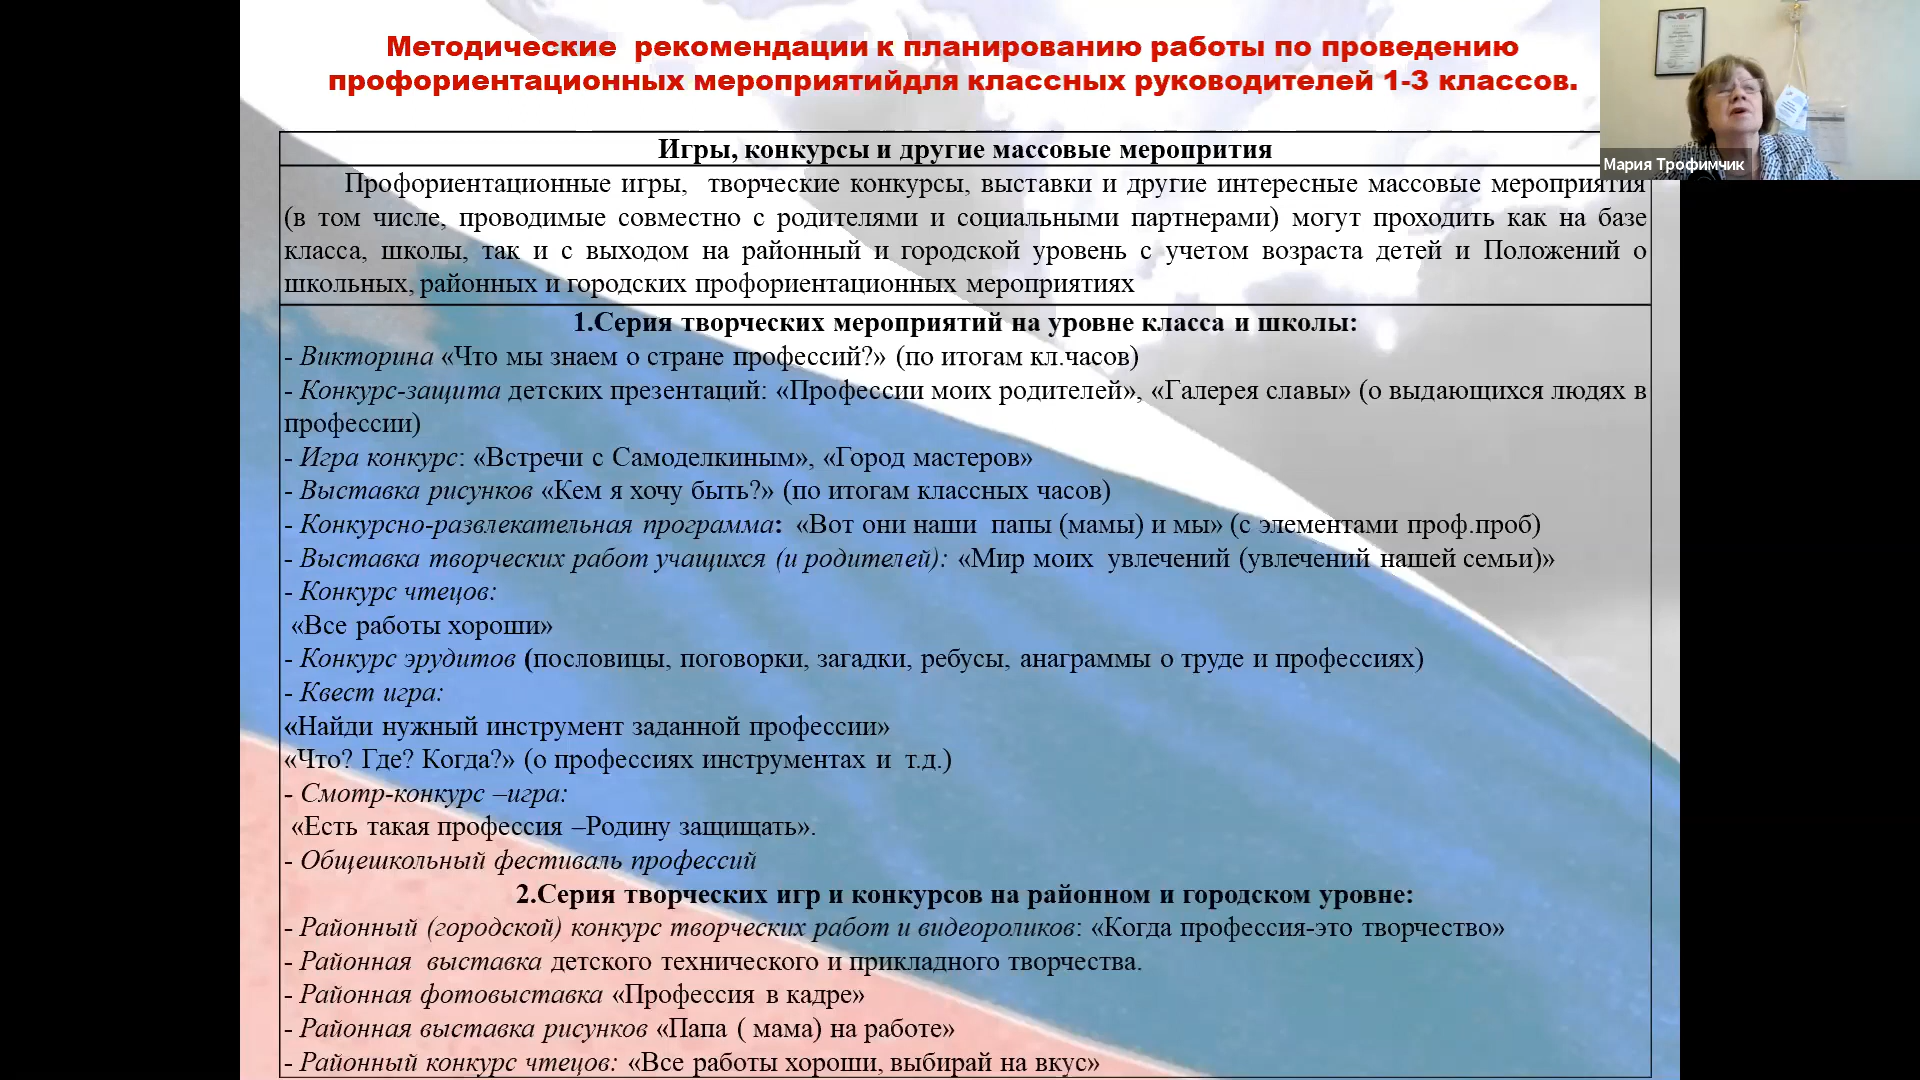 Методические рекомендации к планированию работы по проведению
профориентационных мероприятийдля классных руководителей 1-3 классов.
Мария Трофимчик
Игры, конкурсы и другие массовые меропрития
Профориентационные игры, творческие конкурсы, выставки и другие интересные массовые мероприятия
(в том числе, проводимые совместно с родителями и социальными партнерами) могут проходить как на базе
класса, школы, так и с выходом на районный и городской уровень с учетом возраста детей и Положений о
школьных, районных и городских профориентационных мероприятиях
1.Серия творческих мероприятий на уровне класса и школы:
- Викторина «Что мы знаем о стране профессий?» (по итогам кл.часов)
- Конкурс-защита детских презентаций: «Профессии моих родителей», «Галерея славы» (о выдающихся людях в
профессии)
- Игра конкурс: «Встречи с Самоделкиным», «Город мастеров»
- Выставка рисунков «Кем я хочу быть?» (по итогам классных часов)
- Конкурсно-развлекательная программа: «Вот они наши папы (мамы) и мы» (с элементами проф.проб)
- Выставка творческих работ учащихся (и родителей): «Мир моих увлечений (увлечений нашей семьи)»
- Конкурс чтецов:
«Все работы хороши»
- Конкурс эрудитов (пословицы, поговорки, загадки, ребусы, анаграммы о труде и профессиях)
- Квест игра:
«Найди нужный инструмент заданной профессии»
«Что? Где? Когда?» (о профессиях инструментах и т.д.)
- Смотр-конкурс –игра:
«Есть такая профессия –Родину защищать».
- Общешкольный фестиваль профессий
2.Серия творческих игр и конкурсов на районном и городском уровне:
- Районный (городской) конкурс творческих работ и видеороликов: «Когда профессия-это творчество»
- Районная выставка детского технического и прикладного творчества.
- Районная фотовыставка «Профессия в кадре»
- Районная выставка рисунков «Папа ( мама) на работе»
- Районный конкурс чтецов: «Все работы хороши, выбирай на вкус»